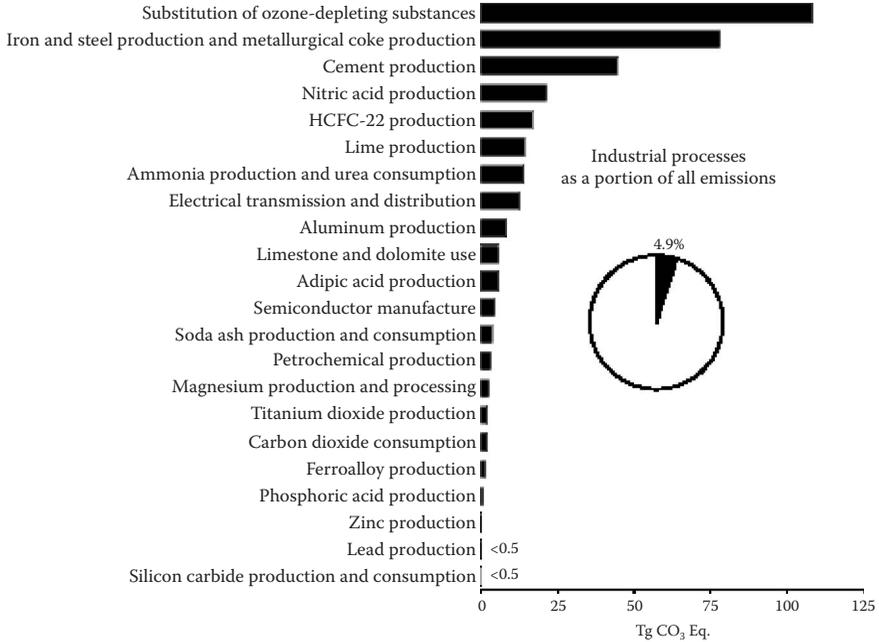 Substitution of ozone-depleting substances
Iron and steel production and metallurgical coke production
Cement production
Nitric acid production
HCFC-22 production
Lime production
Ammonia production and urea consumption
Electrical transmission and distribution
Aluminum production
Limestone and dolomite use
Adipic acid production
Semiconductor manufacture
Soda ash production and consumption
Petrochemical production
Magnesium production and processing
Titanium dioxide production
Carbon dioxide consumption
Ferroalloy production
Phosphoric acid production
Zinc production
Lead production <0.5
Silicon carbide production and consumption <0.5
Industrial processes
as a portion of all emissions
4.9%
0 25 50 75 100 125
Tg CO₃ Eq.